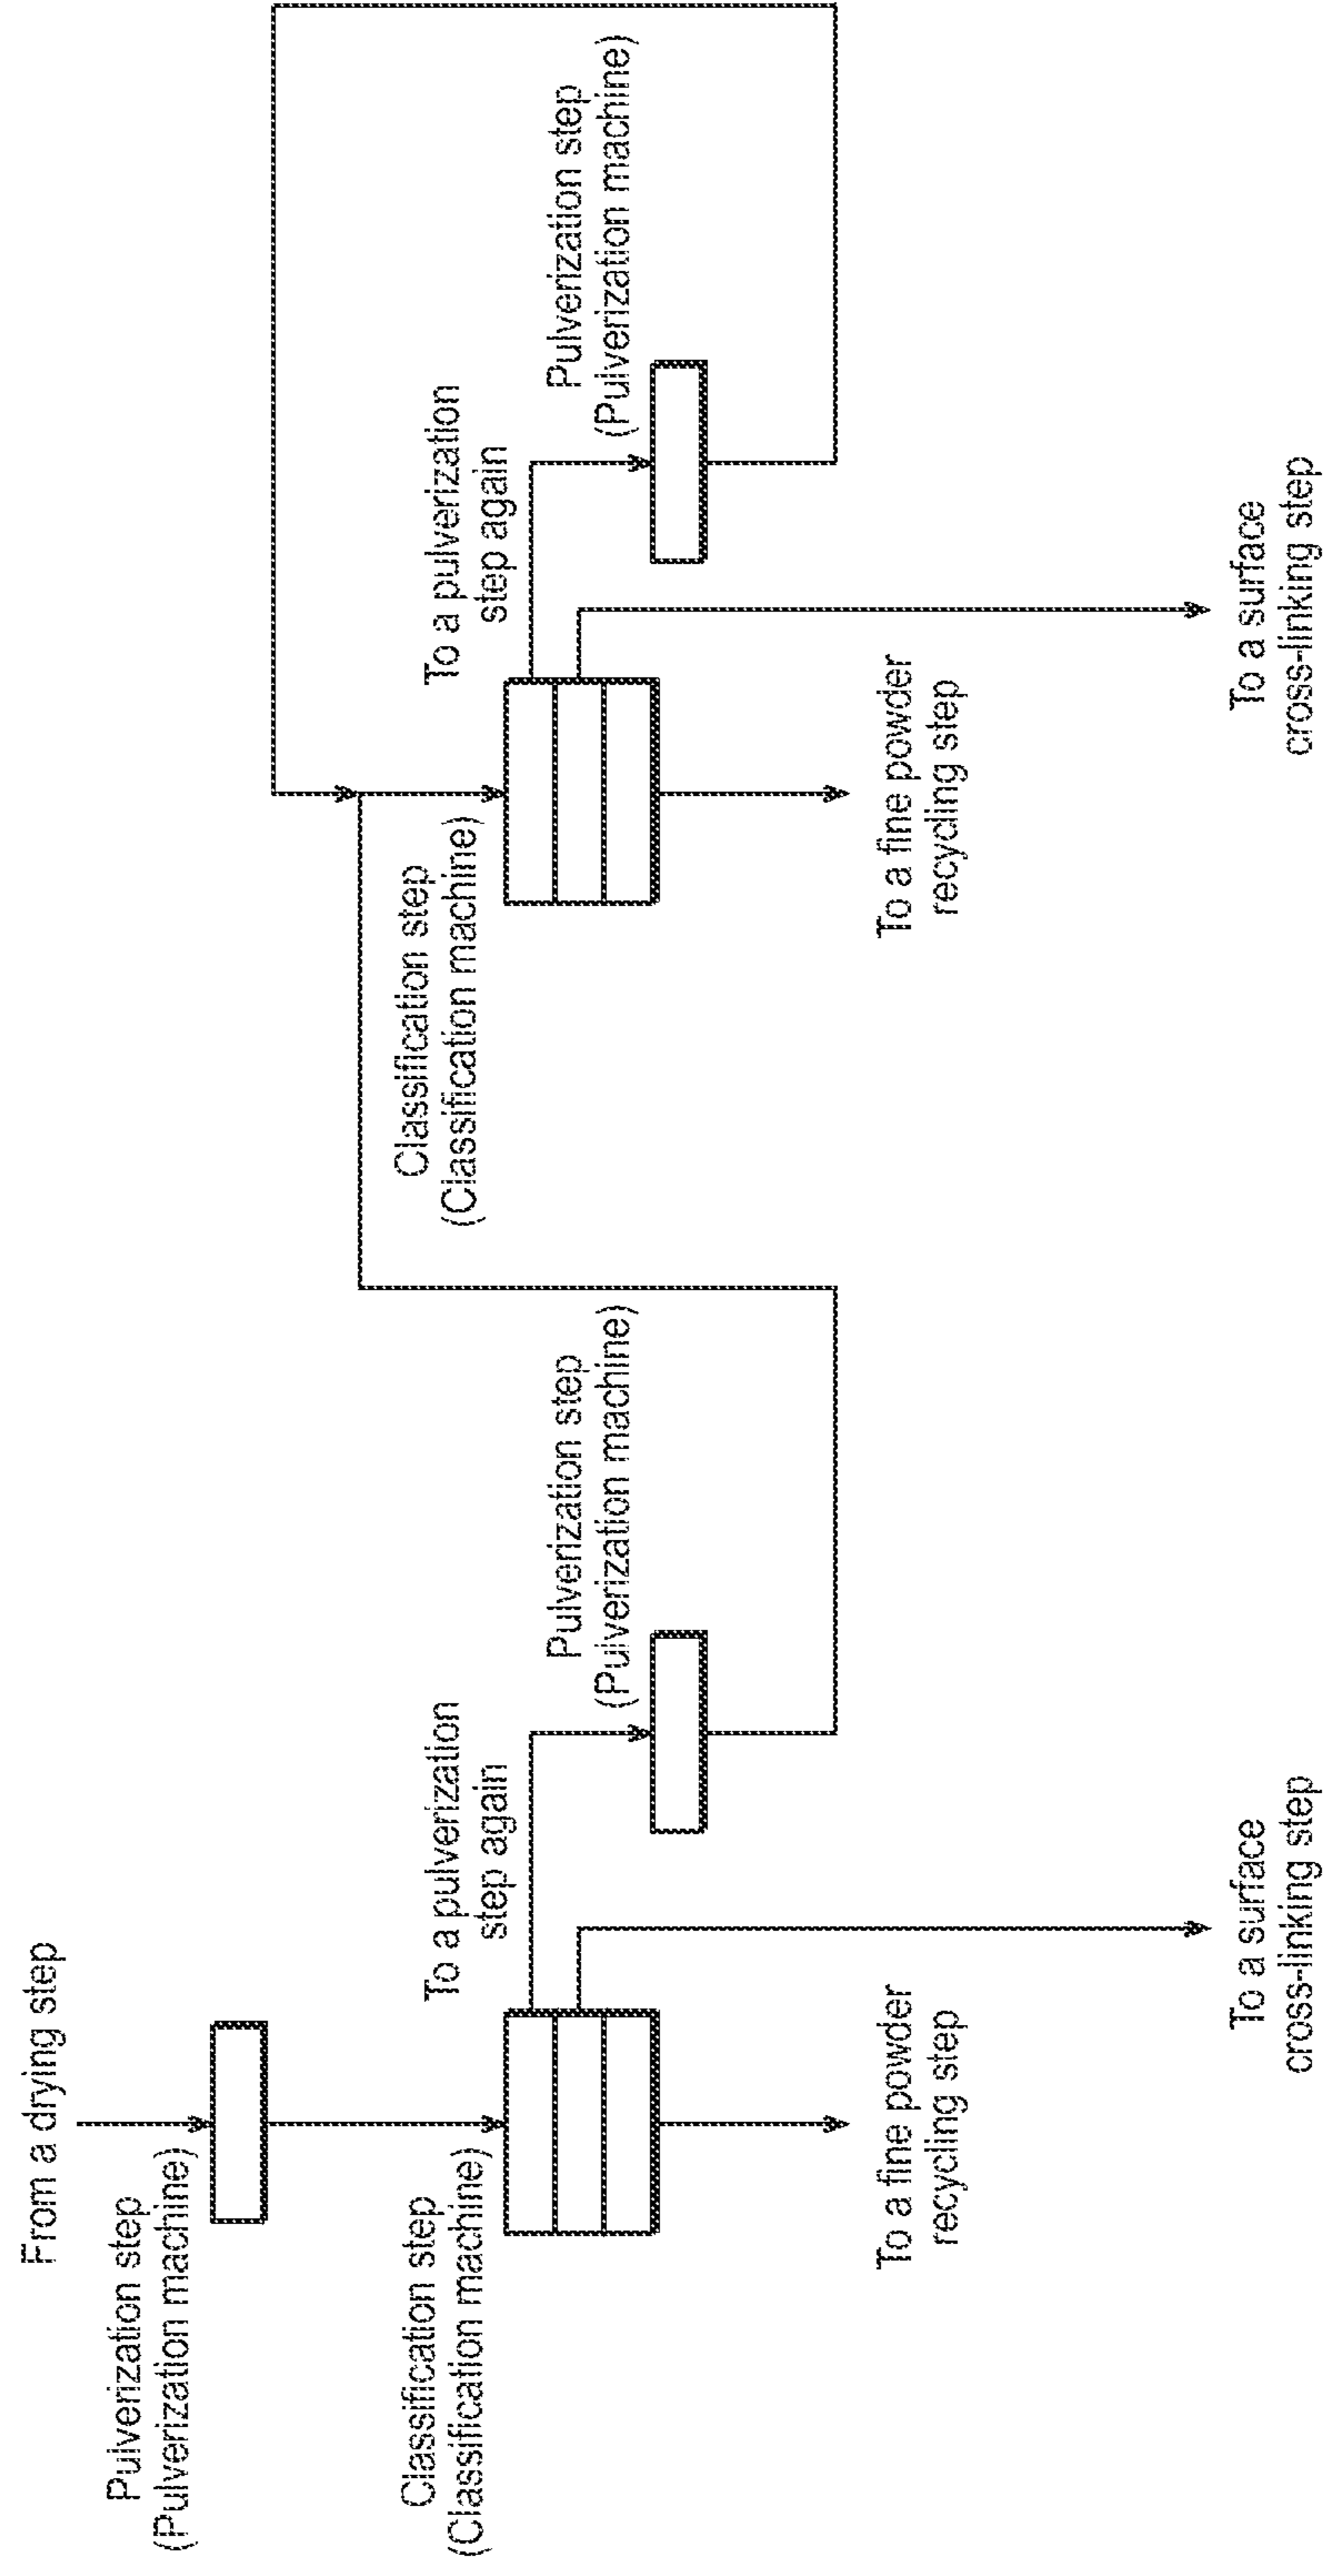 From a drying step
Pulverization step
(Pulverization machine)
Classification step
(Classification machine)
To a pulverization
step again
Pulverization step
(Pulverization machine)
To a fine powder
recycling step
To a surface
cross-linking step
Classification step
(Classification machine)
To a pulverization
step again
Pulverization step
(Pulverization machine)
To a fine powder
recycling step
To a surface
cross-linking step